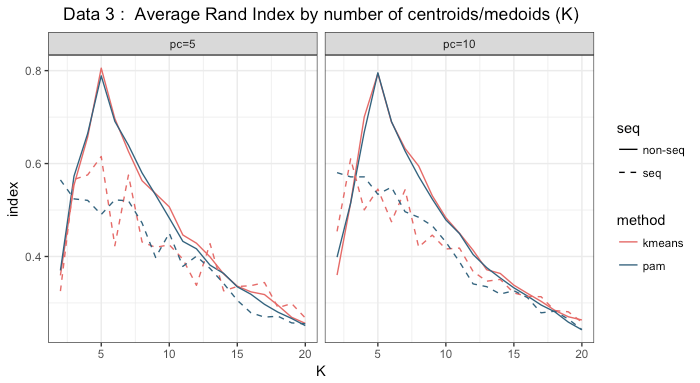 Data 3 :  Average Rand Index by number of centroids/medoids (K)
pc=5
pc=10
0.8
0.6
0.4
index
5
10
15
20
5
10
15
20
K
seq
non-seq
seq
method
kmeans
pam